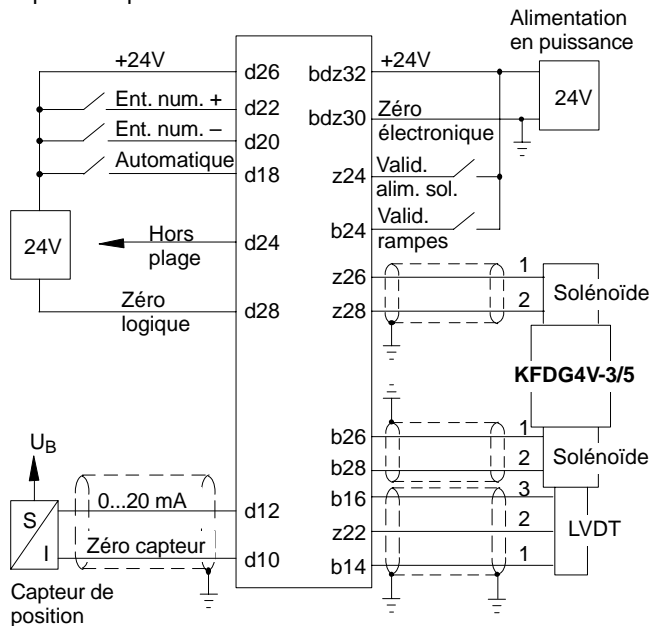 Alimentation
en puissance
+24V
d26
bdz32
+24V
24V
Ent. num. +
d22
Ent. num. –
d20
bdz30
Zéro
électronique
Automatique
d18
z24
Valid.
alim. sol.
b24
Valid.
rampes
24V
Hors
plage
d24
z26
1
z28
2
Solénoïde
Zéro
logique
d28
KFDG4V-3/5
b26
1
b28
2
Solénoïde
UB
b16
3
z22
2
LVDT
b14
1
S
I
0...20 mA
d12
Zéro capteur
d10
Capteur de
position